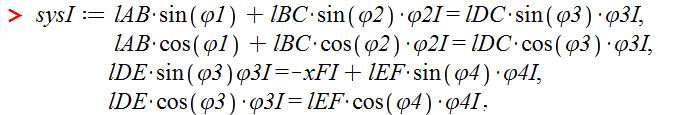 > sysI := lAB·sin(φ1) + lBC·sin(φ2)·φ2I = lDC·sin(φ3)·φ3I,
lAB·cos(φ1) + lBC·cos(φ2)·φ2I = lDC·cos(φ3)·φ3I,
lDE·sin(φ3)φ3I = -xFI + lEF·sin(φ4)·φ4I,
lDE·cos(φ3)·φ3I = lEF·cos(φ4)·φ4I;